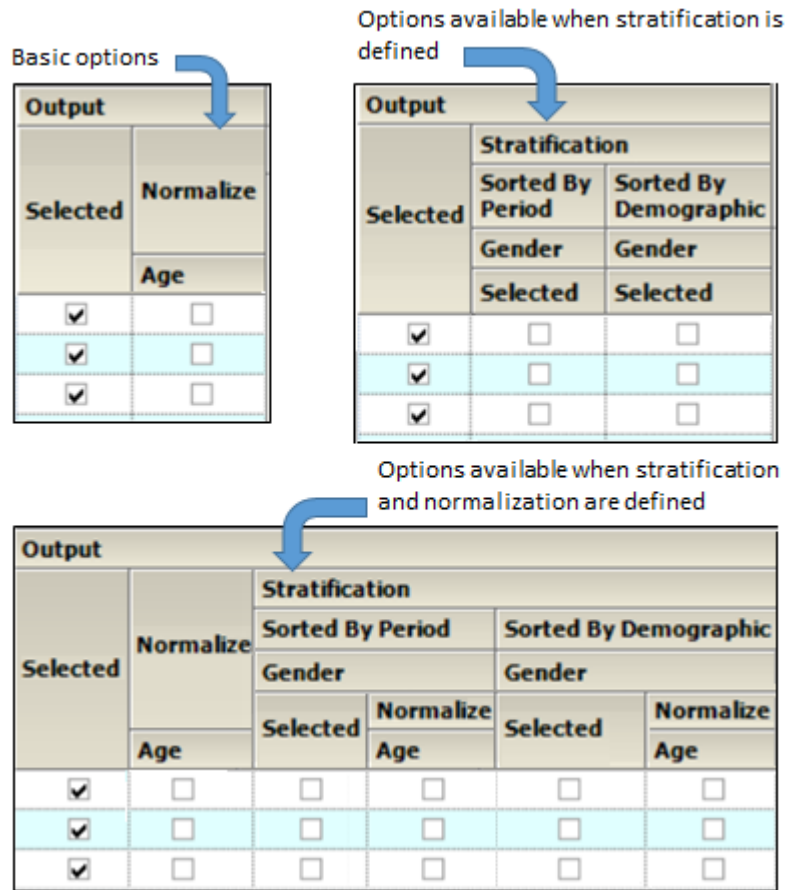 Basic options
Output
Selected
Normalize
Age
Options available when stratification is
defined
Output
Selected
Stratification
Sorted By
Period
Sorted By
Demographic
Gender
Gender
Selected
Selected
Options available when stratification
and normalization are defined
Output
Selected
Normalize
Age
Stratification
Sorted By Period
Sorted By Demographic
Gender
Gender
Selected
Normalize
Age
Selected
Normalize
Age